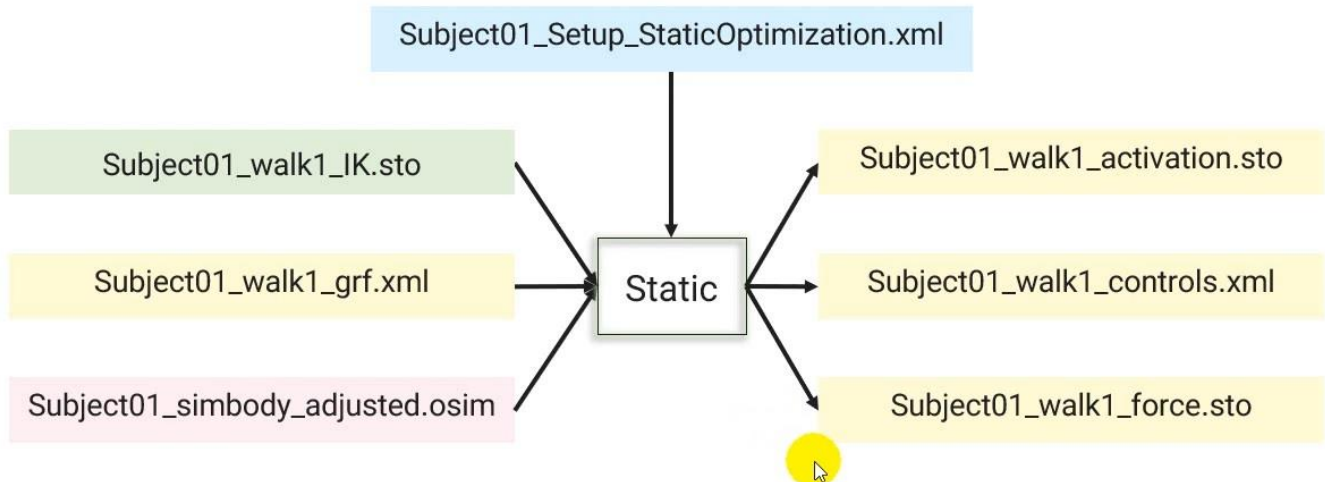 Subject01_Setup_StaticOptimization.xml
Subject01_walk1_IK.sto
Subject01_walk1_activation.sto
Subject01_walk1_grf.xml
Static
Subject01_walk1_controls.xml
Subject01_simbody_adjusted.osim
Subject01_walk1_force.sto